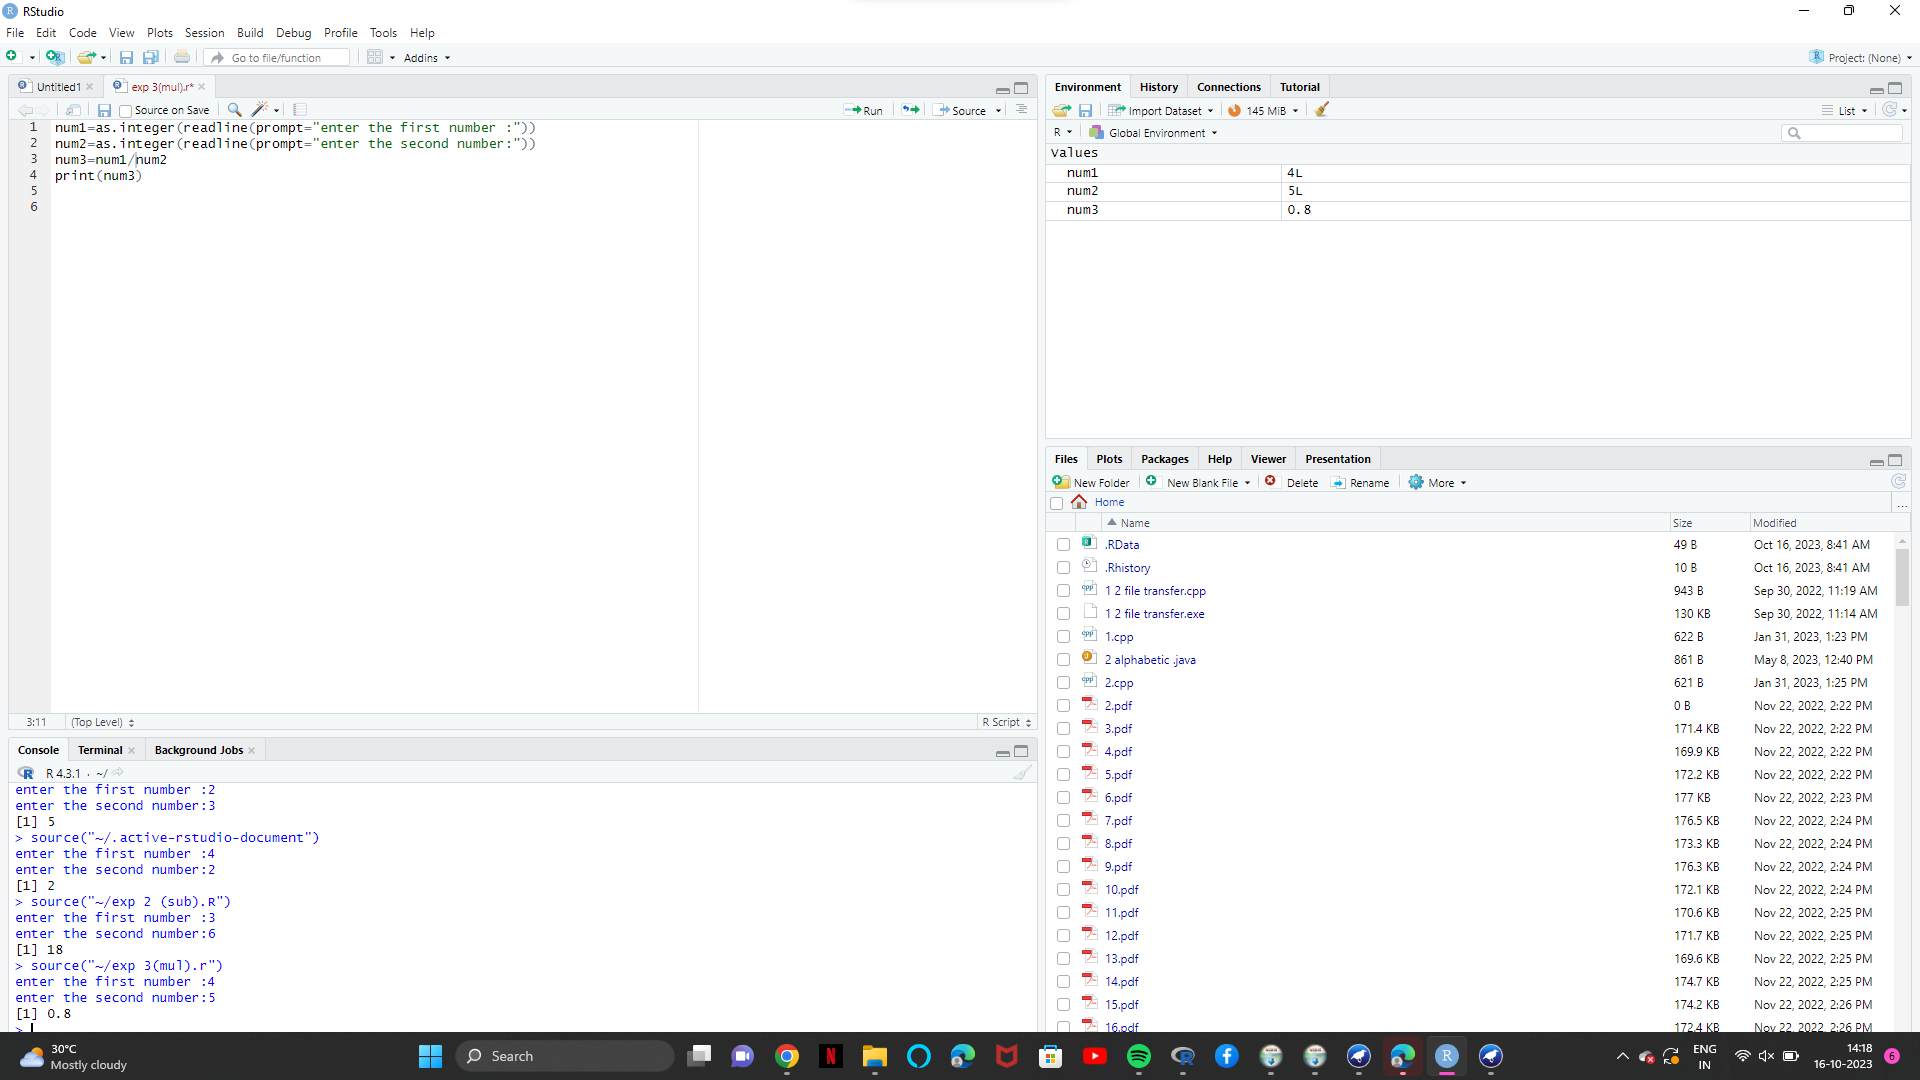 RStudio
File Edit Code View Plots Session Build Debug Profile Tools Help
Go to file/function Addins Project: (None)
Untitled1 exp 3(mul).r*
Source on Save Run Source
1 num1=as.integer(readline(prompt="enter the first number :"))
2 num2=as.integer(readline(prompt="enter the second number:"))
3 num3=num1/num2
4 print(num3)
5
6
3:11 (Top Level) R Script
Console Terminal Background Jobs
R 4.3.1 · ~/
enter the first number :2
enter the second number:3
[1] 5
> source("~/.active-rstudio-document")
enter the first number :4
enter the second number:2
[1] 2
> source("~/exp 2 (sub).R")
enter the first number :3
enter the second number:6
[1] 18
> source("~/exp 3(mul).r")
enter the first number :4
enter the second number:5
[1] 0.8
>
Environment History Connections Tutorial
Import Dataset 145 MiB List
R Global Environment
Values
num1 4L
num2 5L
num3 0.8
Files Plots Packages Help Viewer Presentation
New Folder New Blank File Delete Rename More
Home ...
Name Size Modified
.RData 49 B Oct 16, 2023, 8:41 AM
.Rhistory 10 B Oct 16, 2023, 8:41 AM
1 2 file transfer.cpp 943 B Sep 30, 2022, 11:19 AM
1 2 file transfer.exe 130 KB Sep 30, 2022, 11:14 AM
1.cpp 622 B Jan 31, 2023, 1:23 PM
2 alphabetic .java 861 B May 8, 2023, 12:40 PM
2.cpp 621 B Jan 31, 2023, 1:25 PM
2.pdf 0 B Nov 22, 2022, 2:22 PM
3.pdf 171.4 KB Nov 22, 2022, 2:22 PM
4.pdf 169.9 KB Nov 22, 2022, 2:22 PM
5.pdf 172.2 KB Nov 22, 2022, 2:22 PM
6.pdf 177 KB Nov 22, 2022, 2:23 PM
7.pdf 176.5 KB Nov 22, 2022, 2:24 PM
8.pdf 173.3 KB Nov 22, 2022, 2:24 PM
9.pdf 176.3 KB Nov 22, 2022, 2:24 PM
10.pdf 172.1 KB Nov 22, 2022, 2:24 PM
11.pdf 170.6 KB Nov 22, 2022, 2:25 PM
12.pdf 171.7 KB Nov 22, 2022, 2:25 PM
13.pdf 169.6 KB Nov 22, 2022, 2:25 PM
14.pdf 174.7 KB Nov 22, 2022, 2:25 PM
15.pdf 174.2 KB Nov 22, 2022, 2:26 PM
16.pdf 172.4 KB Nov 22, 2022, 2:26 PM
30°C
Mostly cloudy
Search
ENG
IN
14:18
16-10-2023
6